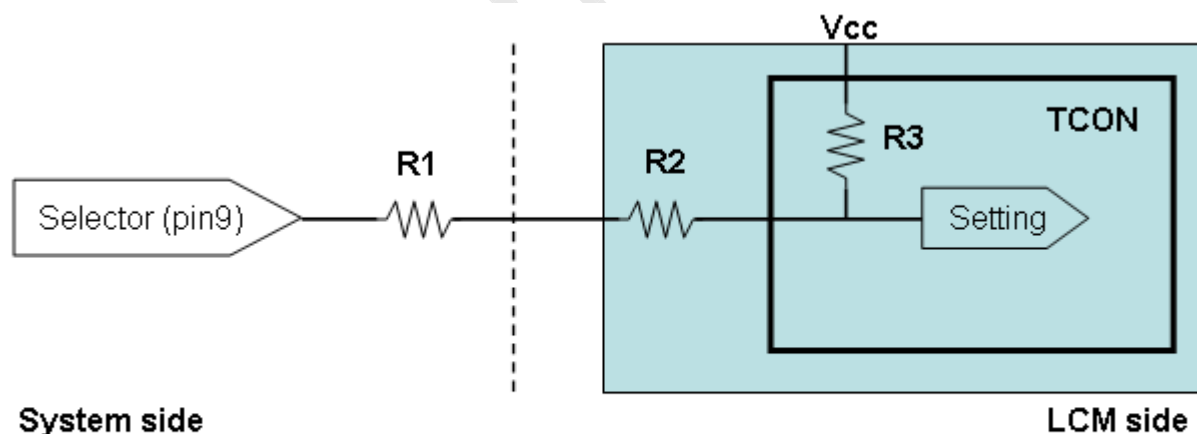 Vcc
TCON
R3
R1
R2
Selector (pin9)
Setting
System side
LCM side